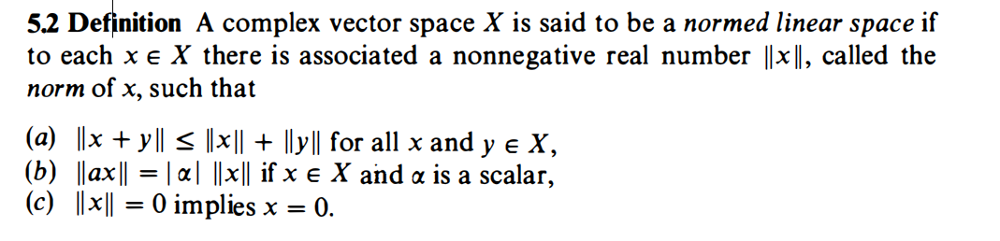 5.2 Definition A complex vector space X is said to be a normed linear space if
to each x ∈ X there is associated a nonnegative real number ||x||, called the
norm of x, such that
(a) ||x + y|| ≤ ||x|| + ||y|| for all x and y ∈ X,
(b) ||ax|| = |α| ||x|| if x ∈ X and α is a scalar,
(c) ||x|| = 0 implies x = 0.